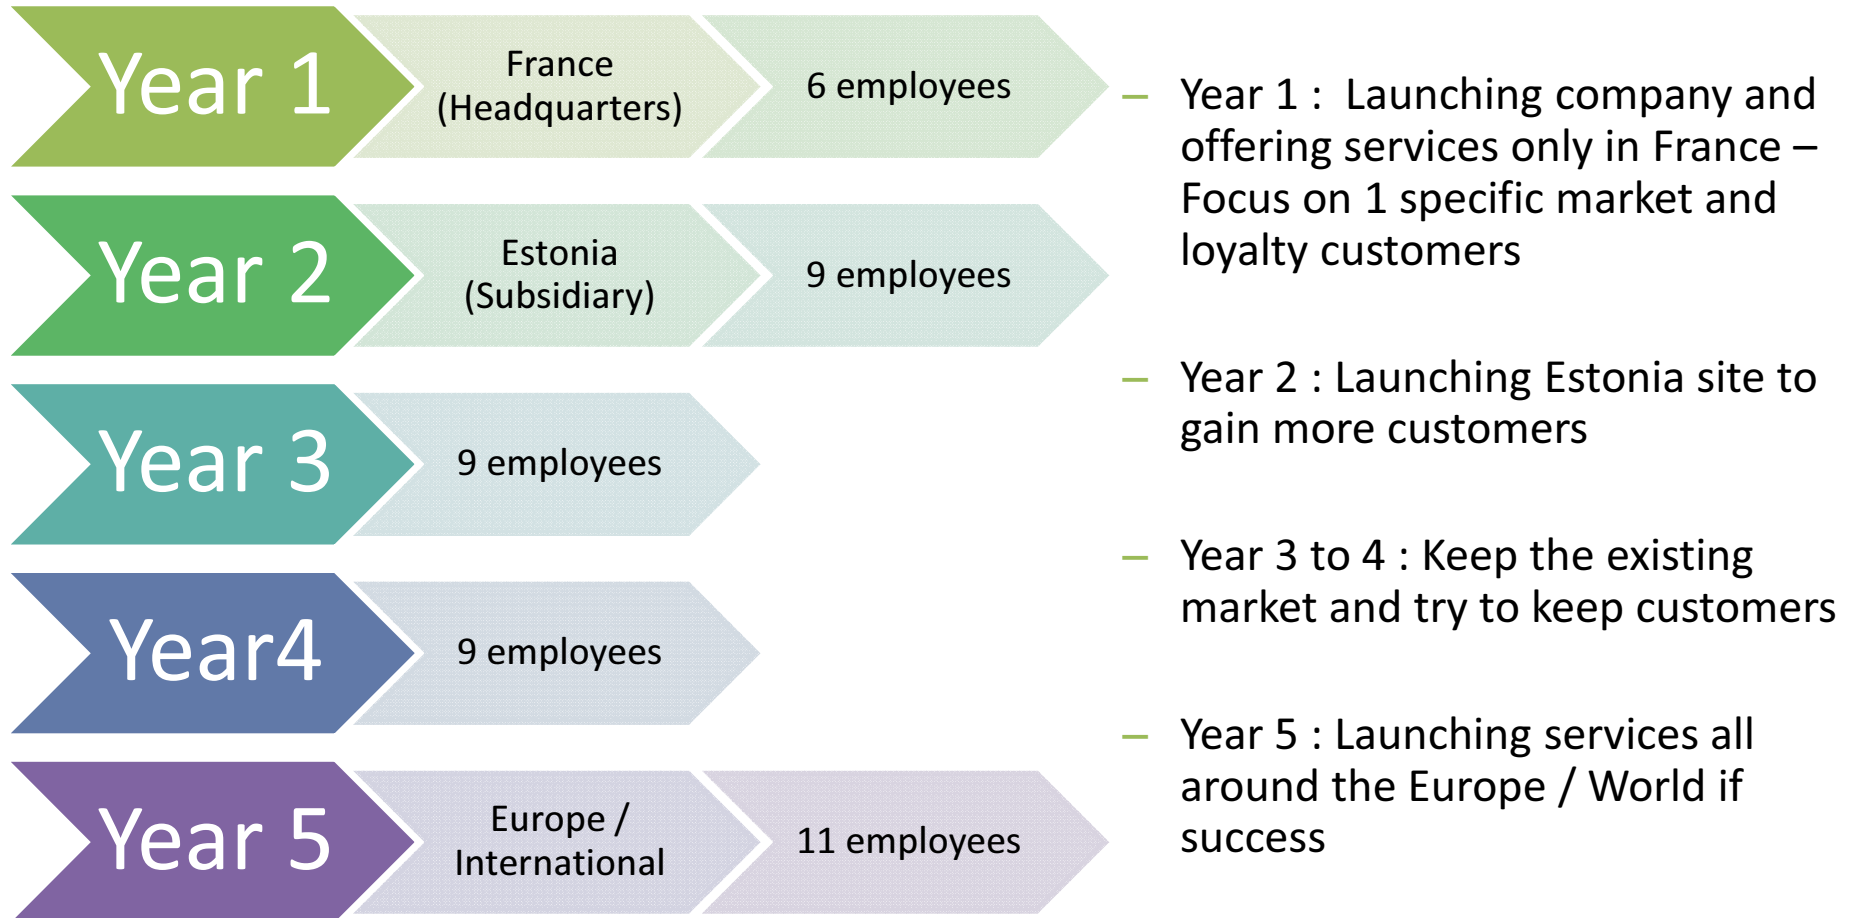 Year 1
France
(Headquarters)
6 employees
Year 2
Estonia
(Subsidiary)
9 employees
Year 3
9 employees
Year4
9 employees
Year 5
Europe /
International
11 employees
– Year 1 :  Launching company and
offering services only in France –
Focus on 1 specific market and
loyalty customers
– Year 2 : Launching Estonia site to
gain more customers
– Year 3 to 4 : Keep the existing
market and try to keep customers
– Year 5 : Launching services all
around the Europe / World if
success